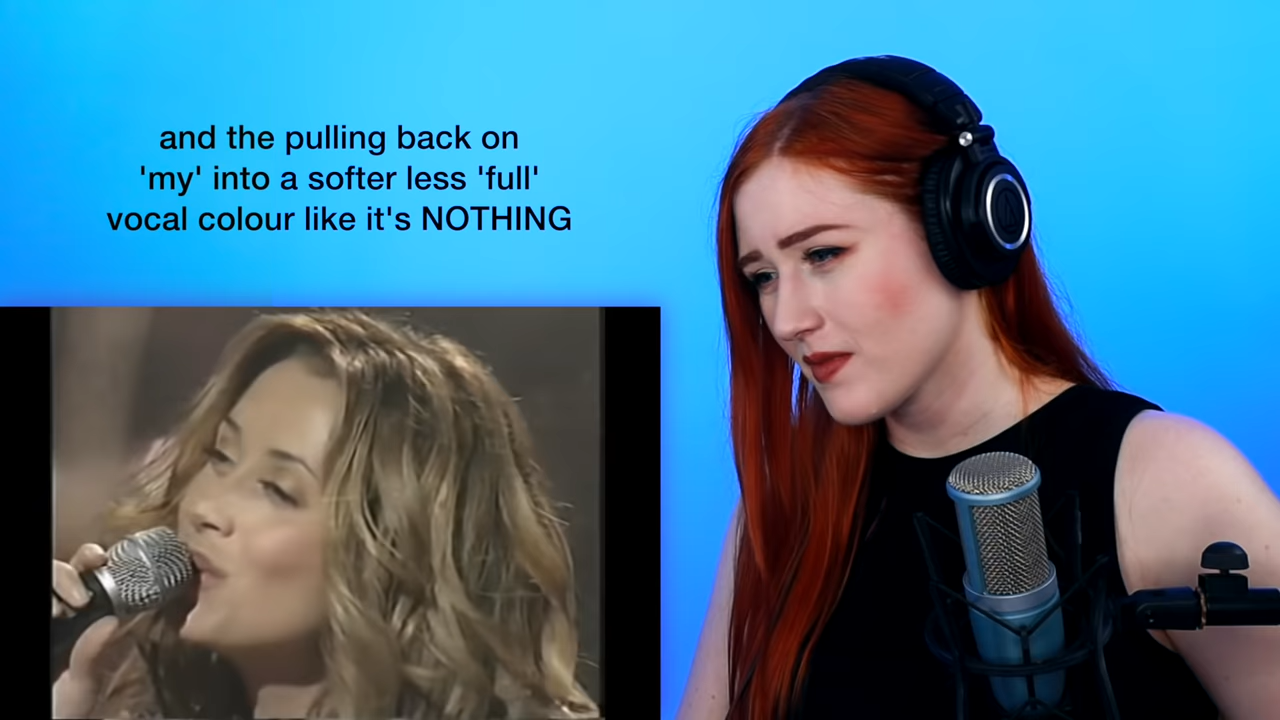 and the pulling back on
'my' into a softer less 'full'
vocal colour like it's NOTHING